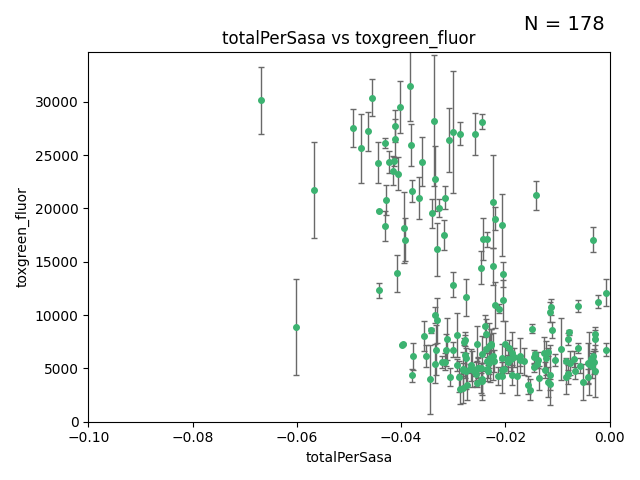 N = 178
totalPerSasa vs toxgreen_fluor
toxgreen_fluor
30000
25000
20000
15000
10000
5000
0
−0.10 −0.08 −0.06 −0.04 −0.02 0.00
totalPerSasa